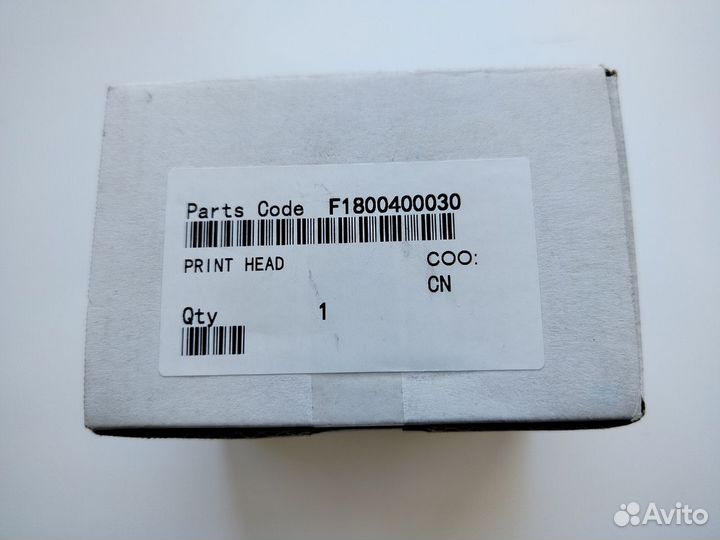 Parts Code F1800400030
PRINT HEAD COO:
CN
Qty 1
Avito